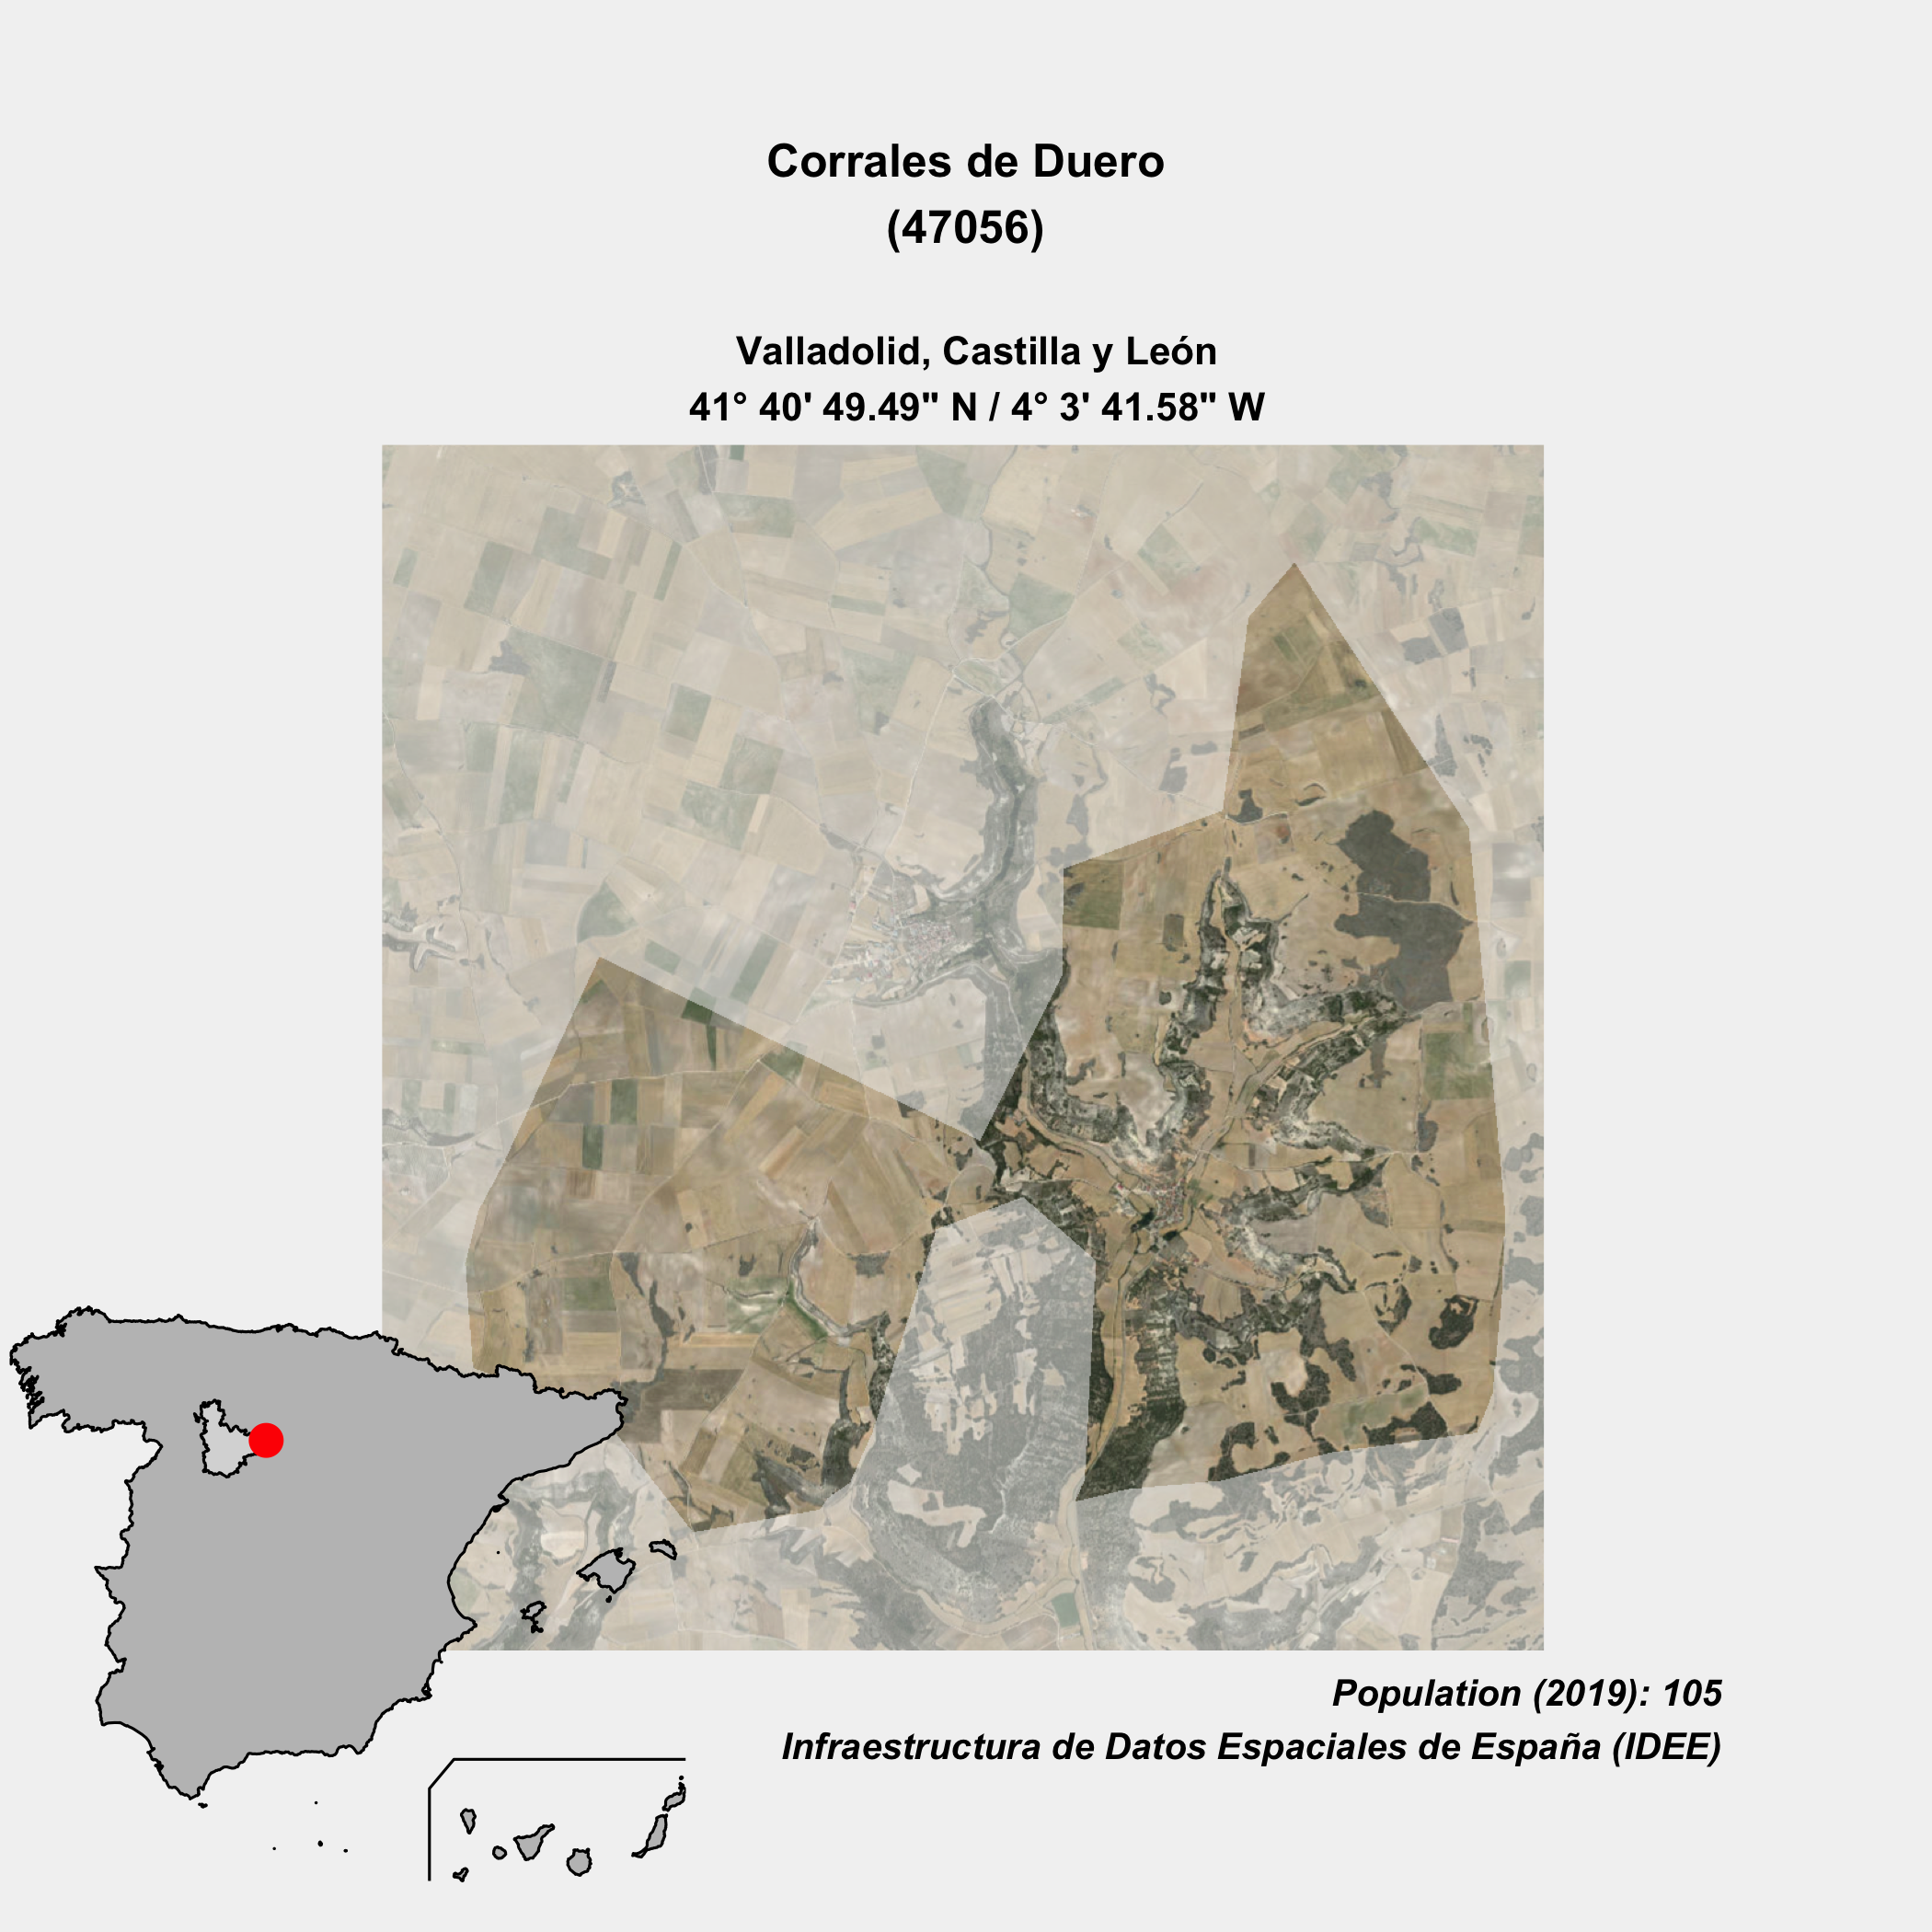 Corrales de Duero
(47056)
Valladolid, Castilla y León
41° 40' 49.49" N / 4° 3' 41.58" W
Population (2019): 105
Infraestructura de Datos Espaciales de España (IDEE)